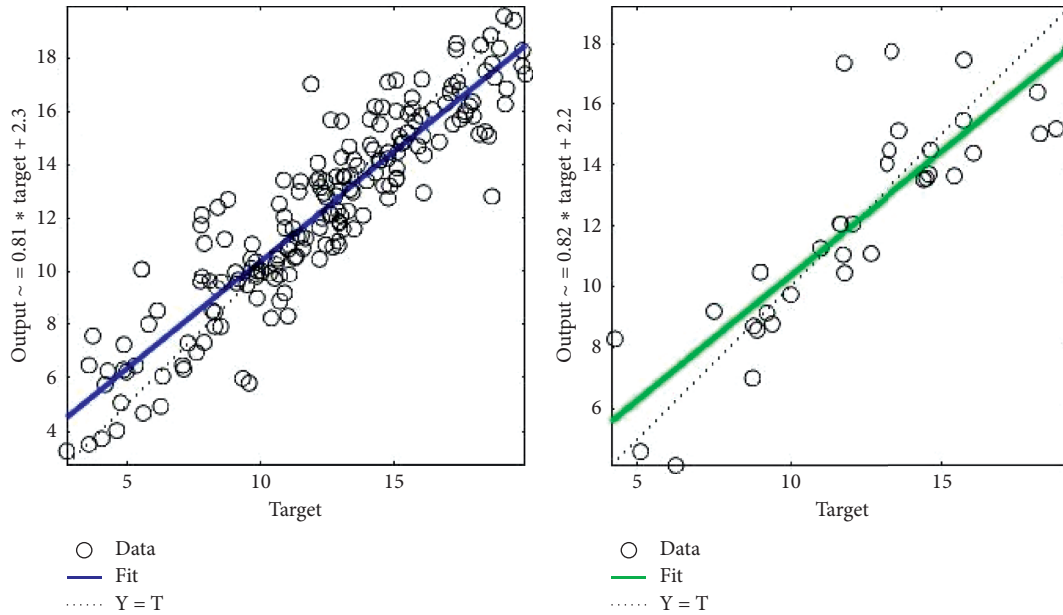 Output ~ = 0.81 * target + 2.3
18
16
14
12
10
8
6
4
5
10
15
Target
Data
Fit
Y = T
Output ~ = 0.82 * target + 2.2
18
16
14
12
10
8
6
5
10
15
Target
Data
Fit
Y = T